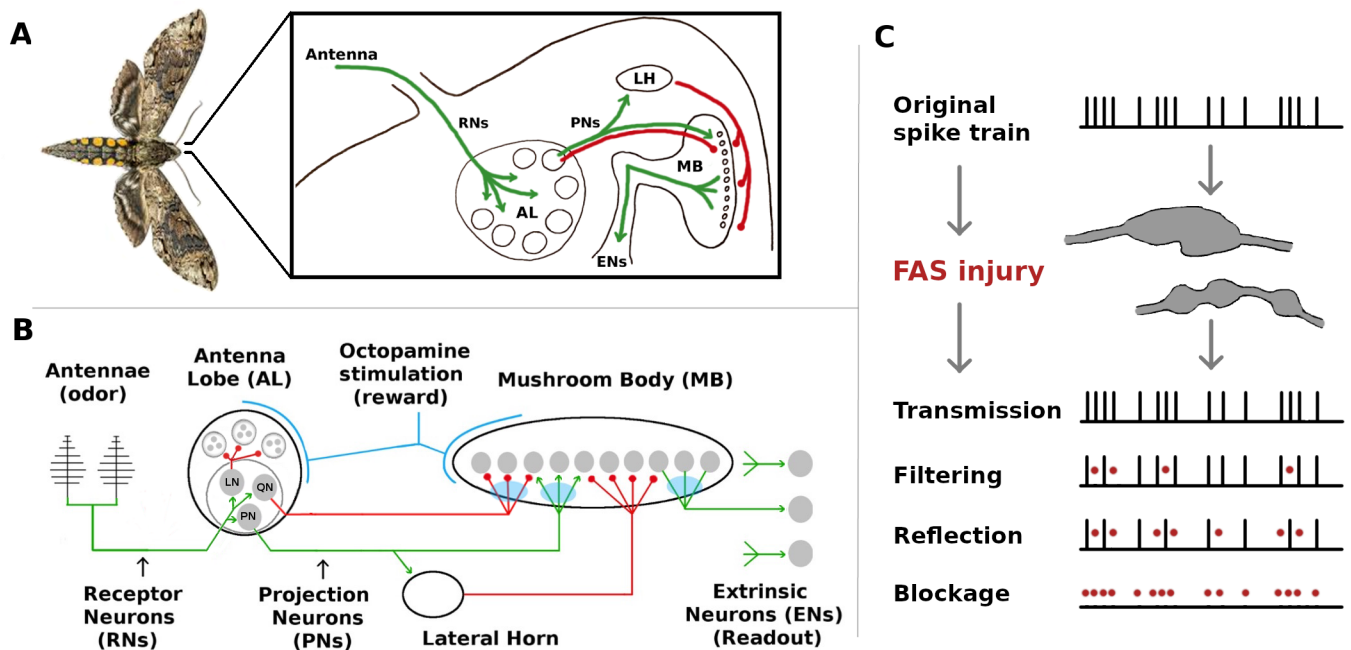 A
Antenna
RNs
PNs
LH
MB
AL
ENs
B
Antennae
(odor)
Antenna
Lobe (AL)
Octopamine
stimulation
(reward)
Mushroom Body (MB)
LN
QN
PN
Receptor
Neurons
(RNs)
Projection
Neurons
(PNs)
Lateral Horn
Extrinsic
Neurons (ENs)
(Readout)
C
Original
spike train
FAS injury
Transmission
Filtering
Reflection
Blockage